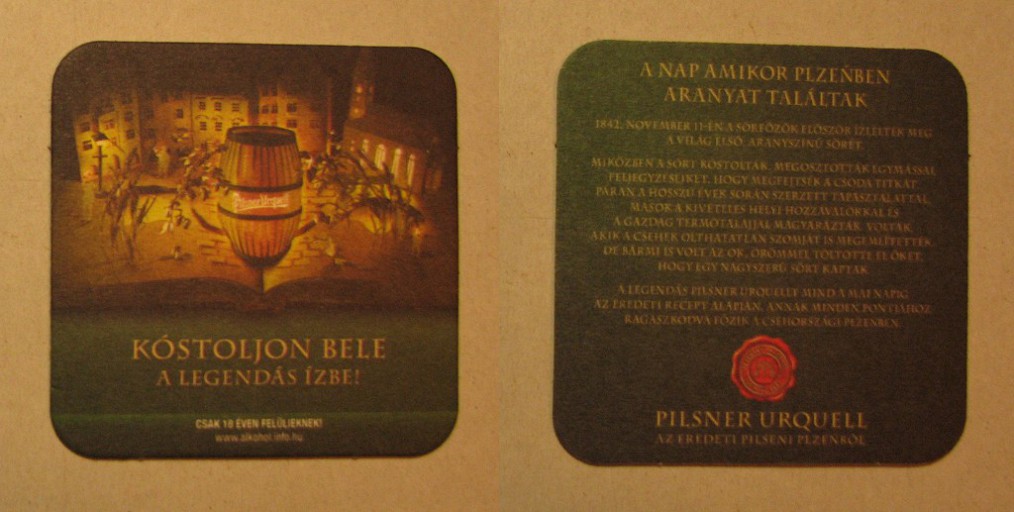 Pilsner Urquell
KÓSTOLJON BELE
A LEGENDÁS ÍZBE!
CSAK 18 ÉVEN FELÜLIEKNEK!
www.alkohol.info.hu
A NAP AMIKOR PLZEŇBEN
ARANYAT TALÁLTAK
1842. NOVEMBER 11-ÉN A SÖRFŐZŐK ELŐSZÖR ÍZLELTÉK MEG
A VILÁG ELSŐ, ARANYSZÍNŰ SÖRÉT.
MIKÖZBEN A SÖRT KÓSTOLTÁK, MEGOSZTOTTÁK EGYMÁSSAL
FELJEGYZÉSEIKET, HOGY MEGFEJTSÉK A CSODA TITKÁT.
PÁRAN A HOSSZÚ ÉVEK SORÁN SZERZETT TAPASZTALATTAL,
MÁSOK A KIVÉTELES HELYI HOZZÁVALÓKKAL ÉS
A GAZDAG TERMŐTALAJJAL MAGYARÁZTÁK. VOLTAK,
AKIK A CSEHEK OLTHATATLAN SZOMJÁT IS MEGEMLÍTETTÉK.
DE BÁRMI IS VOLT AZ OK, ÖRÖMMEL TÖLTÖTTE EL ŐKET,
HOGY EGY NAGYSZERŰ SÖRT KAPTAK.
A LEGENDÁS PILSNER URQUELLT MIND A MAI NAPIG
AZ EREDETI RECEPT ALAPJÁN, ANNAK MINDEN PONTJÁHOZ
RAGASZKODVA FŐZIK A CSEHORSZÁGI PLZEŇBEN.
PILSNER URQUELL
AZ EREDETI PILSENI PLZEŇBŐL